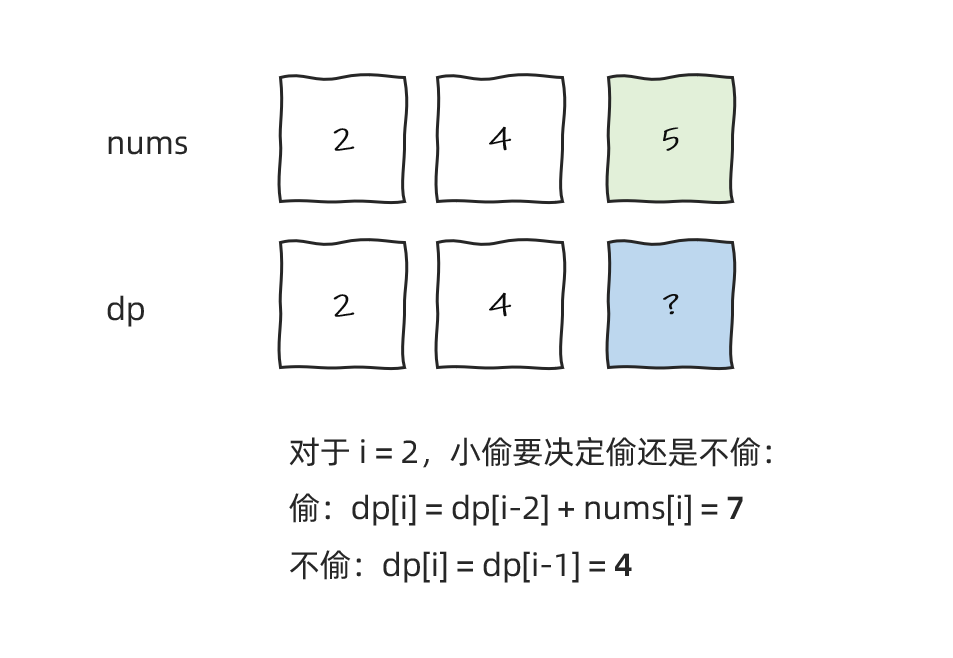 nums 2 4 5
dp 2 4 ?
对于 i = 2，小偷要决定偷还是不偷：
偷：dp[i] = dp[i-2] + nums[i] = 7
不偷：dp[i] = dp[i-1] = 4